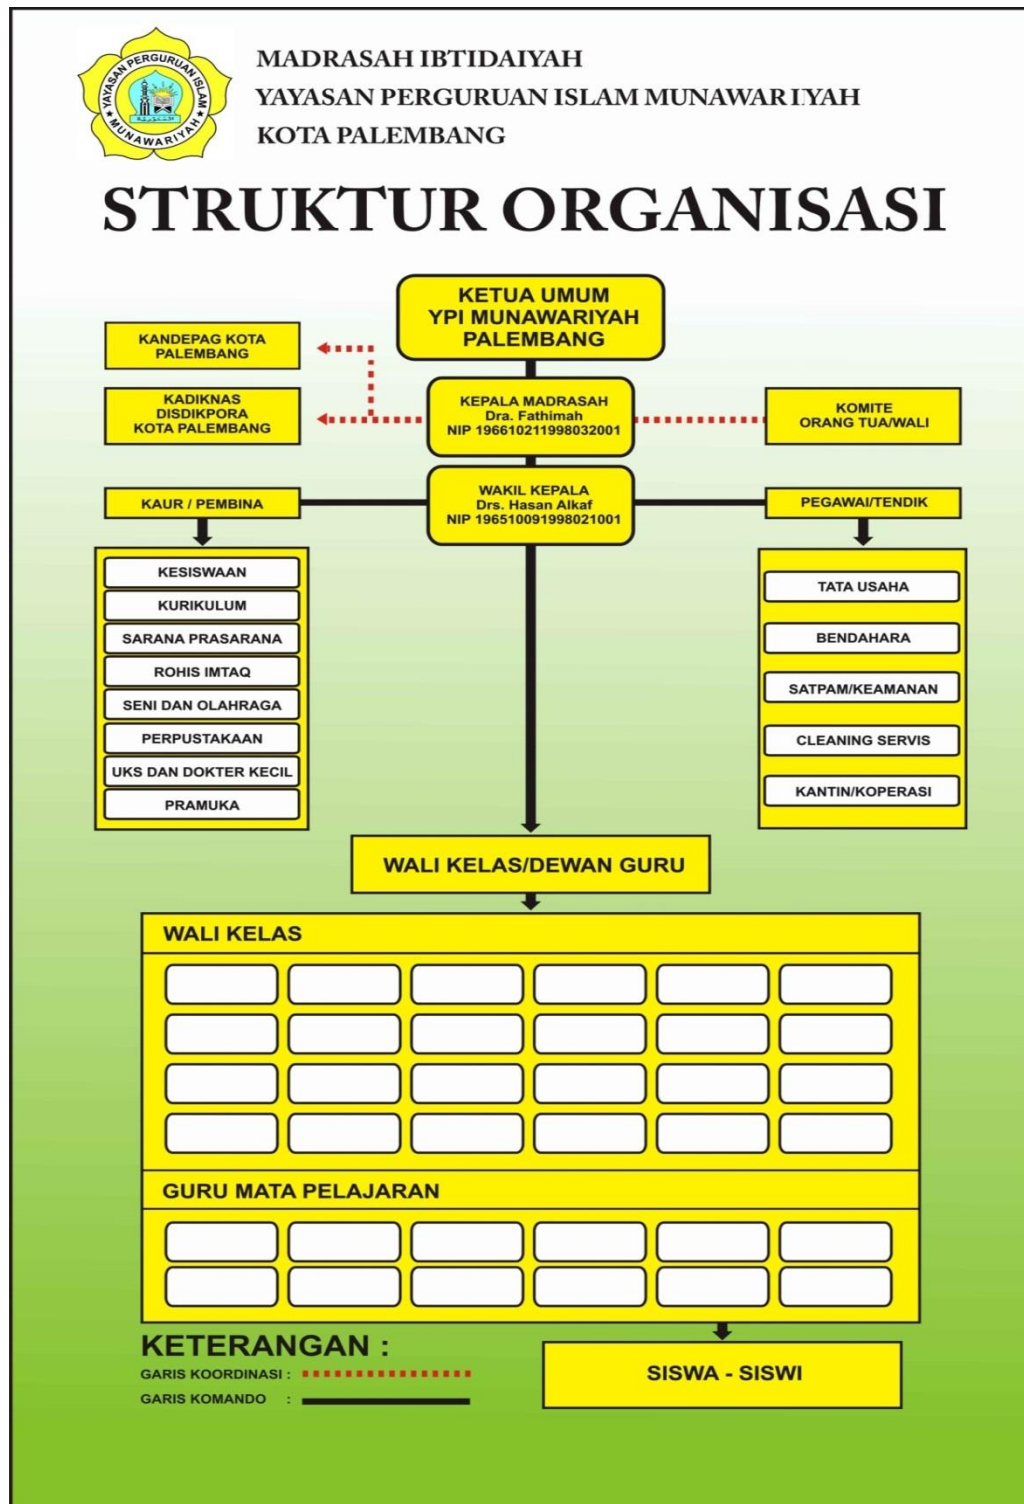 YAYASAN PERGURUAN ISLAM
★ MUNAWARIYAH ★
MADRASAH IBTIDAIYAH
YAYASAN PERGURUAN ISLAM MUNAWARIYAH
KOTA PALEMBANG
STRUKTUR ORGANISASI
KETUA UMUM
YPI MUNAWARIYAH
PALEMBANG
KANDEPAG KOTA
PALEMBANG
KADIKNAS
DISDIKPORA
KOTA PALEMBANG
KEPALA MADRASAH
Dra. Fathimah
NIP 196610211998032001
KOMITE
ORANG TUA/WALI
KAUR / PEMBINA
WAKIL KEPALA
Drs. Hasan Alkaf
NIP 196510091998021001
PEGAWAI/TENDIK
KESISWAAN
KURIKULUM
SARANA PRASARANA
ROHIS IMTAQ
SENI DAN OLAHRAGA
PERPUSTAKAAN
UKS DAN DOKTER KECIL
PRAMUKA
TATA USAHA
BENDAHARA
SATPAM/KEAMANAN
CLEANING SERVIS
KANTIN/KOPERASI
WALI KELAS/DEWAN GURU
WALI KELAS
GURU MATA PELAJARAN
KETERANGAN :
GARIS KOORDINASI :
GARIS KOMANDO :
SISWA - SISWI